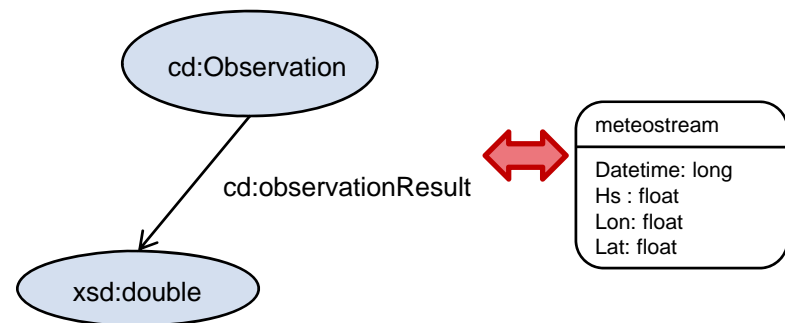 cd:Observation
cd:observationResult
xsd:double
meteostream
Datetime: long
Hs : float
Lon: float
Lat: float